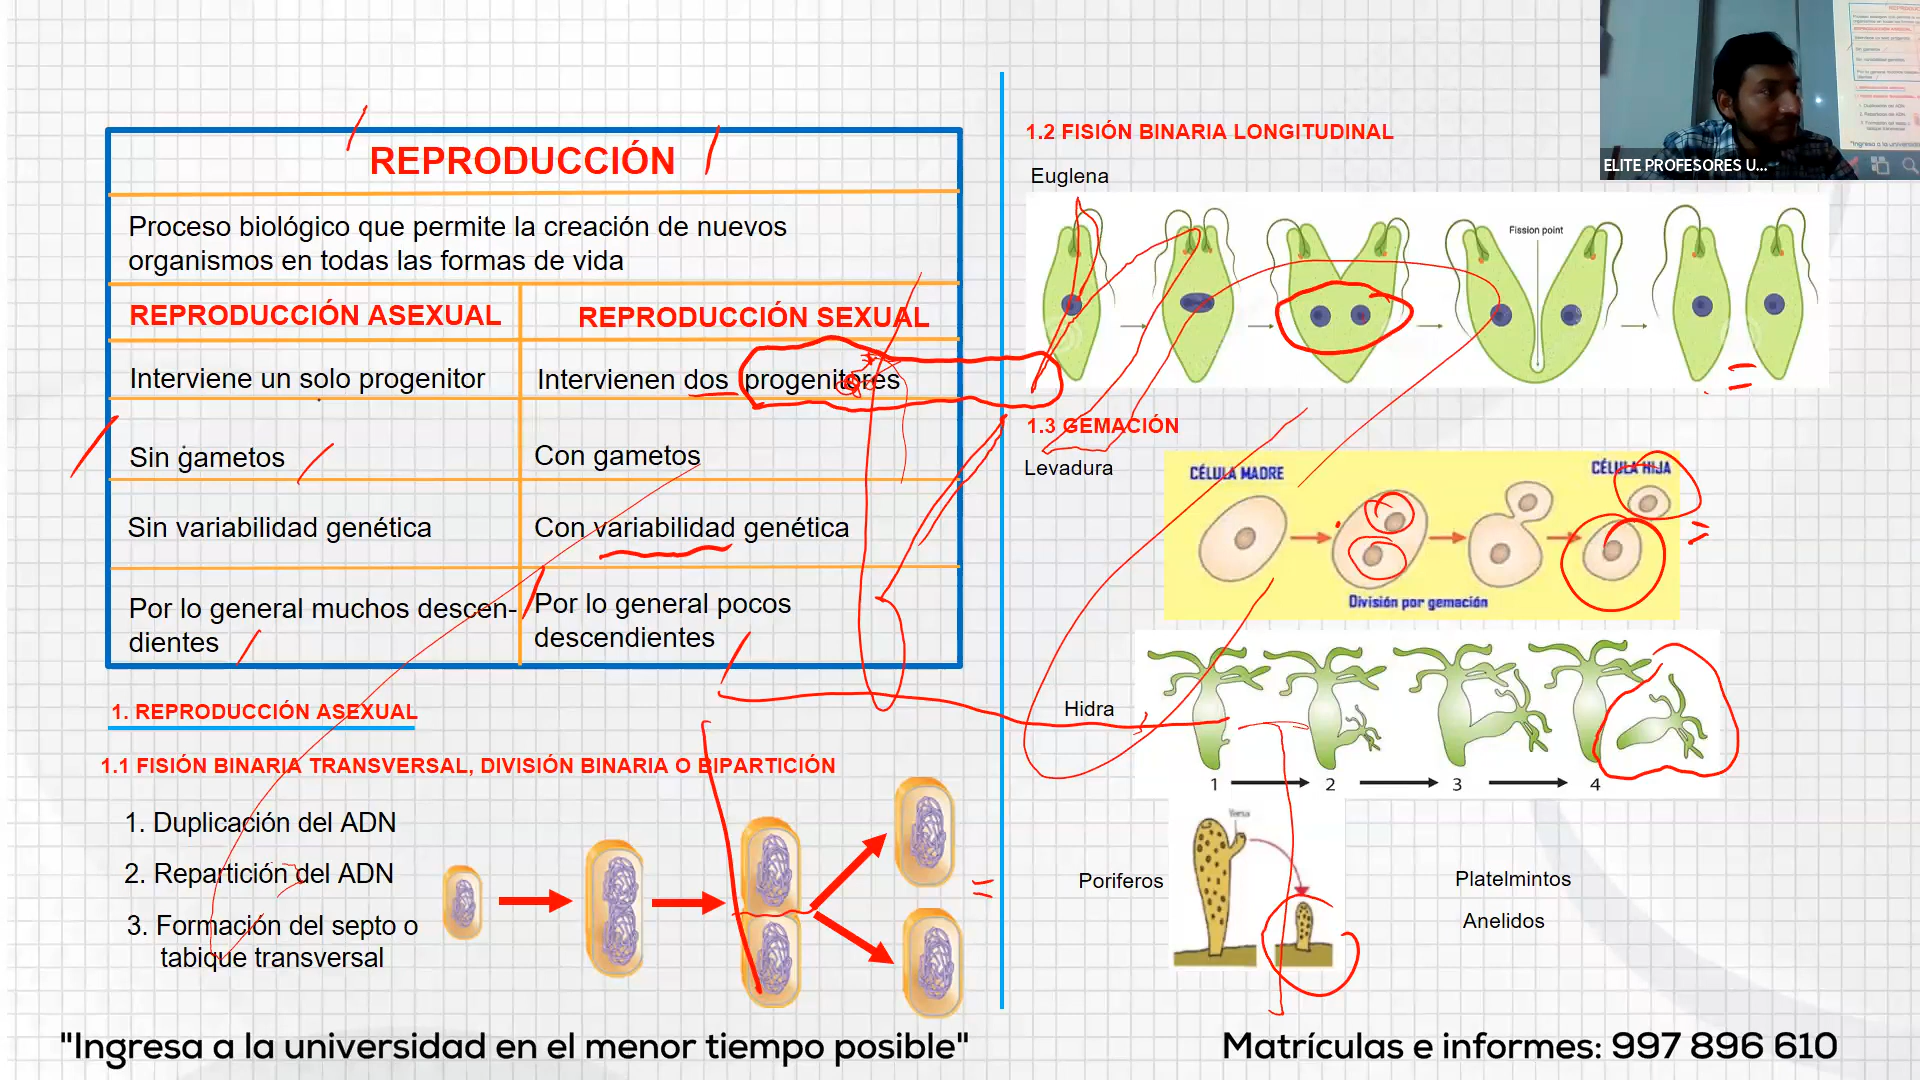 REPRODUCCIÓN
Proceso biológico que permite la creación de nuevos
organismos en todas las formas de vida
REPRODUCCIÓN ASEXUAL
REPRODUCCIÓN SEXUAL
Interviene un solo progenitor
Intervienen dos progenitores
Sin gametos
Con gametos
Sin variabilidad genética
Con variabilidad genética
Por lo general muchos descen-
dientes
Por lo general pocos
descendientes
1. REPRODUCCIÓN ASEXUAL
1.1 FISIÓN BINARIA TRANSVERSAL, DIVISIÓN BINARIA O BIPARTICIÓN
1. Duplicación del ADN
2. Repartición del ADN
3. Formación del septo o
tabique transversal
1.2 FISIÓN BINARIA LONGITUDINAL
Euglena
Fission point
1.3 GEMACIÓN
Levadura
CÉLULA MADRE
CÉLULA HIJA
División por gemación
Hidra
1 2 3 4
Yema
Poriferos
Platelmintos
Anelidos
ELITE PROFESORES U...
"Ingresa a la universidad en el menor tiempo posible"
Matrículas e informes: 997 896 610